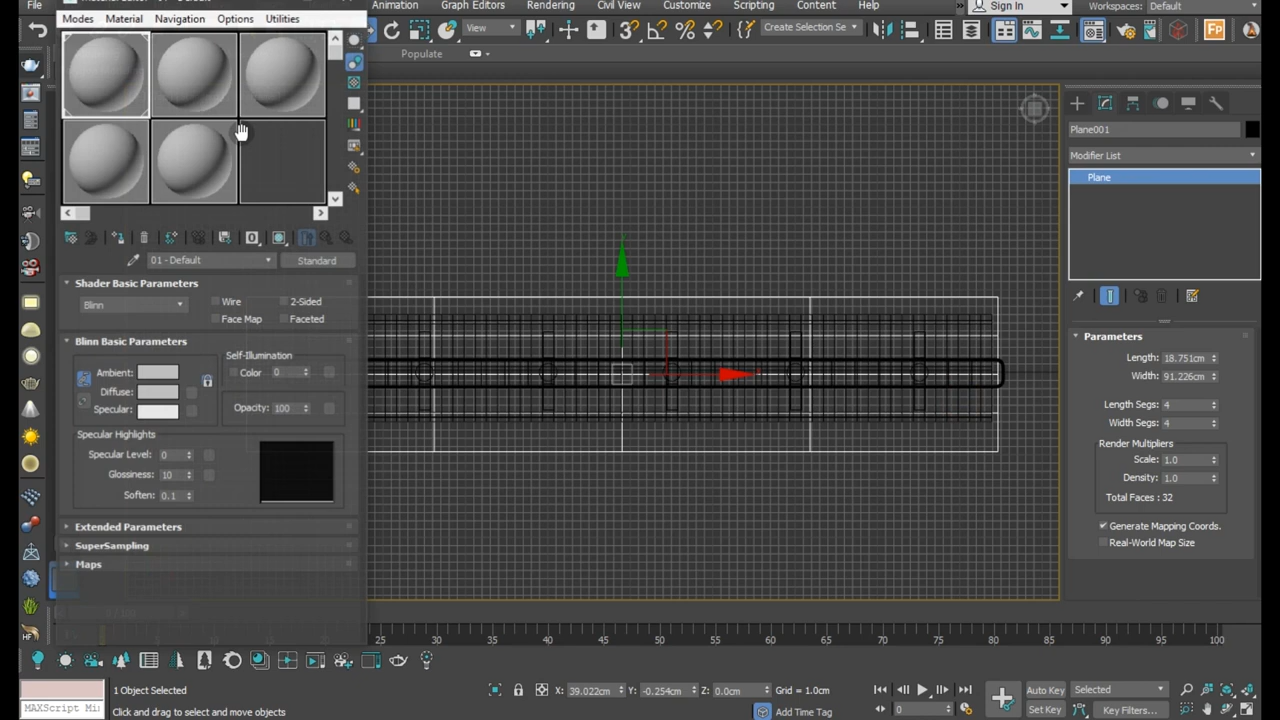 File Graph Editors Rendering Civil View Customize Scripting Content Help » Sign In Workspaces: Default
Modes Material Navigation Options Utilities
View
Create Selection Se
Populate
01 - Default Standard
Shader Basic Parameters
Blinn Wire 2-Sided
Face Map Faceted
Blinn Basic Parameters
Self-Illumination
Ambient: Color 0
Diffuse:
Specular: Opacity: 100
Specular Highlights
Specular Level: 0
Glossiness: 10
Soften: 0.1
Extended Parameters
SuperSampling
Maps
Plane001
Modifier List
Plane
Parameters
Length: 18.751cm
Width: 91.226cm
Length Segs: 4
Width Segs: 4
Render Multipliers
Scale: 1.0
Density: 1.0
Total Faces : 32
Generate Mapping Coords.
Real-World Map Size
25 30 35 40 45 50 55 60 65 70 75 80 85 90 95 100
1 Object Selected X: 39.022cm Y: -0.254cm Z: 0.0cm Grid = 1.0cm Auto Key Selected
MAXScript Mi Click and drag to select and move objects Add Time Tag 0 Set Key Key Filters...